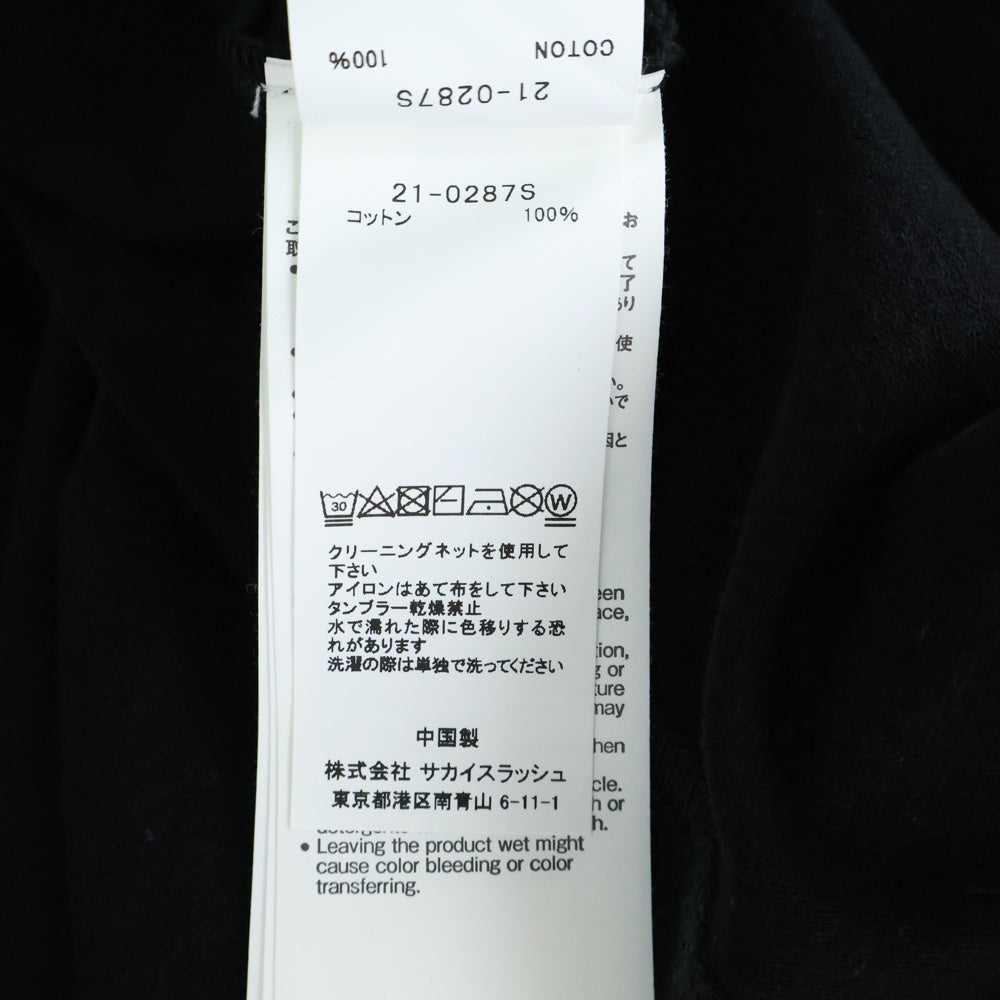 COTON 100%
21-0287S
21-0287S
コットン 100%
こ お
取
て
了
り
使
い。
で
因と
30 W
クリーニングネットを使用して
下さい
アイロンはあて布をして下さい
タンブラー乾燥禁止
水で濡れた際に色移りする恐
れがあります
洗濯の際は単独で洗ってください
中国製
株式会社 サカイスラッシュ
東京都港区南青山 6-11-1
een
ace,
tion,
g or
ture
may
hen
cle.
h or
h.
• Leaving the product wet might
cause color bleeding or color
transferring.